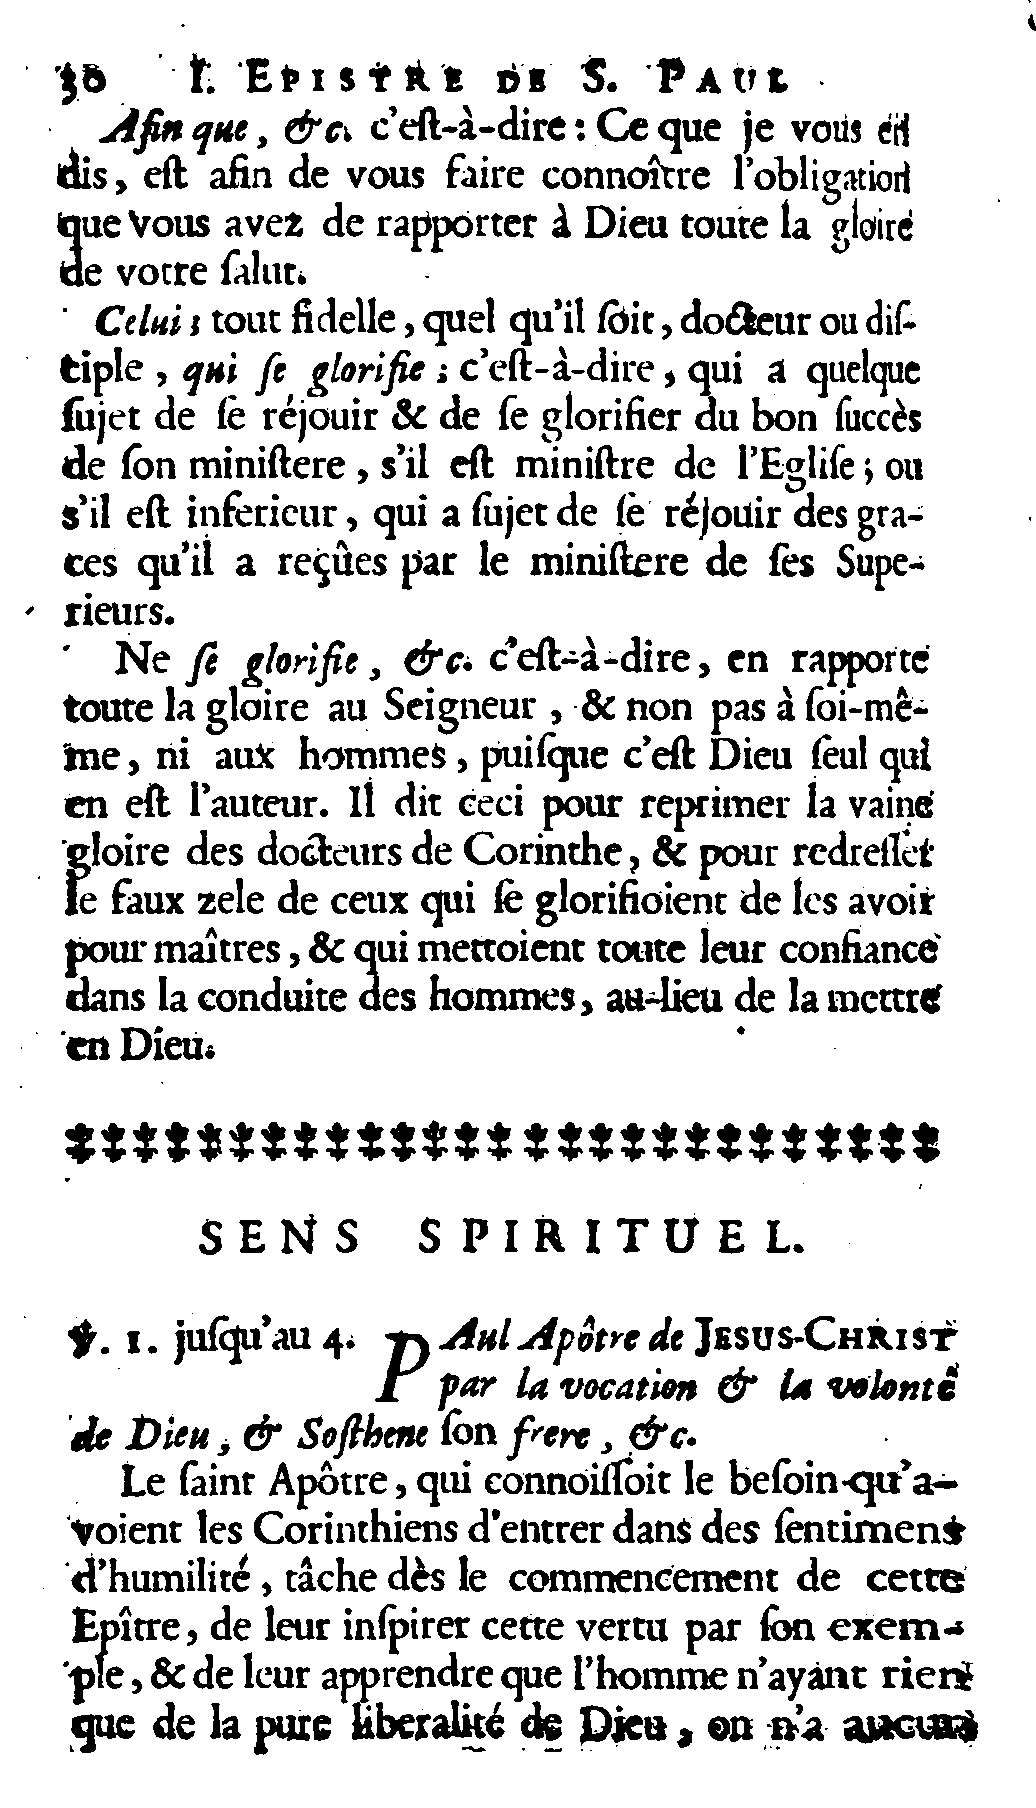 30 I. EPISTRE DE S. PAUL
Afin que, &c. c'eſt-à-dire : Ce que je vous en
dis, eſt afin de vous faire connoître l'obligation
que vous avez de rapporter à Dieu toute la gloire
de votre ſalut.
Celui ; tout fidelle, quel qu'il ſoit, docteur ou diſ-
ciple, qui ſe glorifie ; c'eſt-à-dire, qui a quelque
ſujet de ſe réjouir & de ſe glorifier du bon ſuccès
de ſon miniſtere, s'il eſt miniſtre de l'Egliſe ; ou
s'il eſt inferieur, qui a ſujet de ſe réjouir des gra-
ces qu'il a reçûes par le miniſtere de ſes Supe-
rieurs.
Ne ſe glorifie, &c. c'eſt-à-dire, en rapporte
toute la gloire au Seigneur, & non pas à ſoi-mê-
me, ni aux hommes, puiſque c'eſt Dieu ſeul qui
en eſt l'auteur. Il dit ceci pour reprimer la vaine
gloire des docteurs de Corinthe, & pour redreſſer
le faux zele de ceux qui ſe glorifioient de les avoir
pour maîtres, & qui mettoient toute leur confiance
dans la conduite des hommes, au-lieu de la mettre
en Dieu.
SENS SPIRITUEL.
℣. 1. juſqu'au 4. PAul Apôtre de JESUS-CHRIST
par la vocation & la volonté
de Dieu, & Soſthene ſon frere, &c.
Le ſaint Apôtre, qui connoiſſoit le beſoin qu'a-
voient les Corinthiens d'entrer dans des ſentimens
d'humilité, tâche dès le commencement de cette
Epître, de leur inſpirer cette vertu par ſon exem-
ple, & de leur apprendre que l'homme n'ayant rien
que de la pure liberalité de Dieu, on n'a aucun